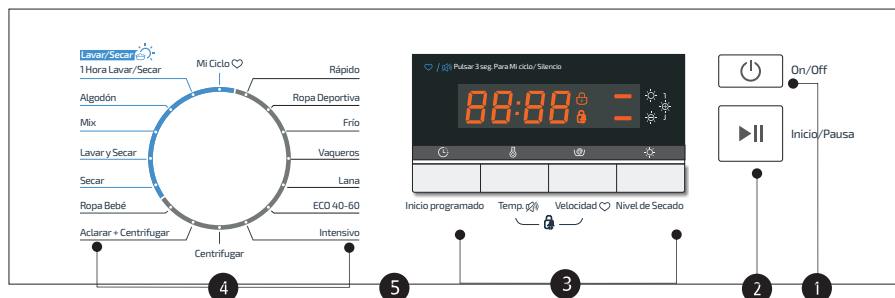 Lavar/Secar
1 Hora Lavar/Secar
Algodón
Mix
Lavar y Secar
Secar
Ropa Bebé
Aclarar + Centrifugar
Mi Ciclo
Centrifugar
Rápido
Ropa Deportiva
Frío
Vaqueros
Lana
ECO 40-60
Intensivo
/ Pulsar 3 seg. Para Mi ciclo/Silencio
88:88
Inicio programado Temp. Velocidad Nivel de Secado
On/Off
Inicio/Pausa
4 5 3 2 1